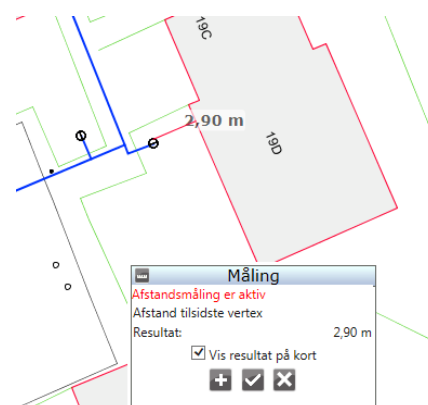 19C
2,90 m
19D
Måling
Afstandsmåling er aktiv
Afstand tilsidste vertex
Resultat: 2,90 m
Vis resultat på kort